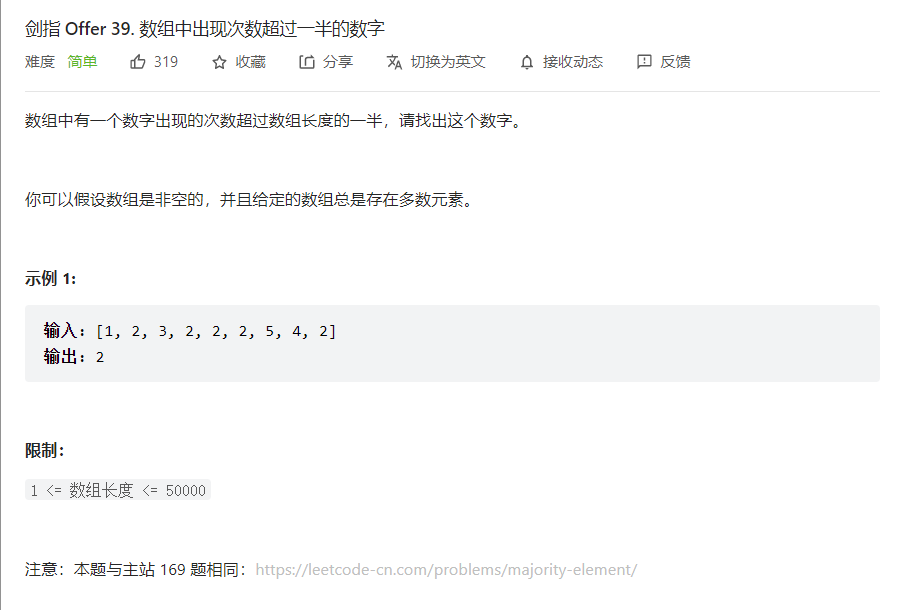 剑指 Offer 39. 数组中出现次数超过一半的数字
难度 简单 319 收藏 分享 切换为英文 接收动态 反馈
数组中有一个数字出现的次数超过数组长度的一半，请找出这个数字。
你可以假设数组是非空的，并且给定的数组总是存在多数元素。
示例 1:
输入: [1, 2, 3, 2, 2, 2, 5, 4, 2]
输出: 2
限制：
1 <= 数组长度 <= 50000
注意：本题与主站 169 题相同：https://leetcode-cn.com/problems/majority-element/